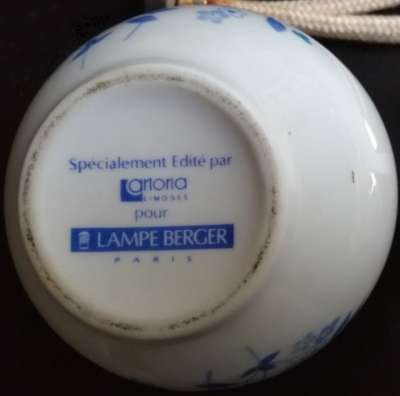 Spécialement Edité par
artoria
LIMOGES
pour
LAMPE BERGER
PARIS